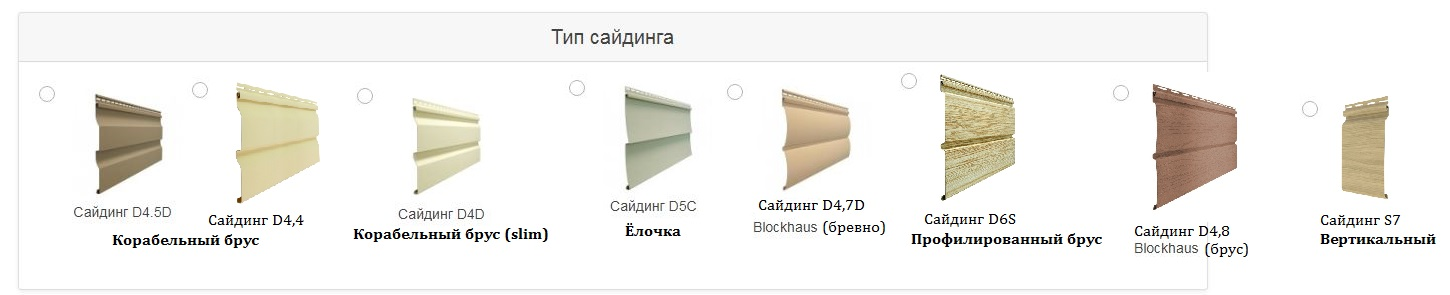 Тип сайдинга
Сайдинг D4.5D
Сайдинг D4,4
Корабельный брус
Сайдинг D4D
Корабельный брус (slim)
Сайдинг D5C
Ёлочка
Сайдинг D4,7D
Blockhaus (бревно)
Сайдинг D6S
Профилированный брус
Сайдинг D4,8
Blockhaus (брус)
Сайдинг S7
Вертикальный